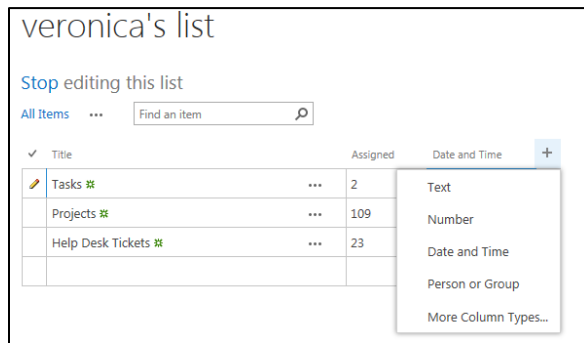 veronica's list
Stop editing this list
All Items ••• Find an item
Title Assigned Date and Time +
Tasks ••• 2
Projects ••• 109
Help Desk Tickets ••• 23
Text
Number
Date and Time
Person or Group
More Column Types...